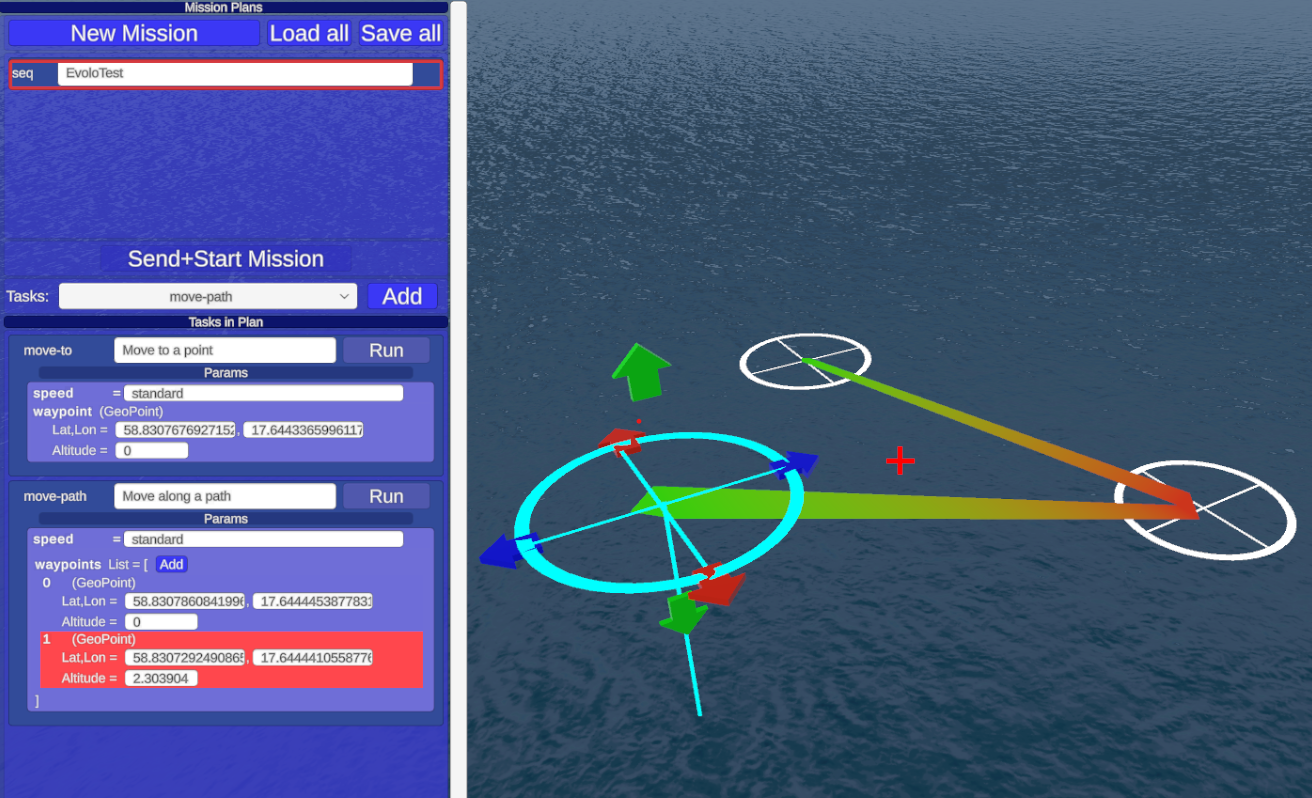 Mission Plans
New Mission Load all Save all
seq EvoloTest
Send+Start Mission
Tasks: move-path Add
Tasks in Plan
move-to Move to a point Run
Params
speed = standard
waypoint (GeoPoint)
Lat,Lon = 58.8307676927152, 17.6443365996117
Altitude = 0
move-path Move along a path Run
Params
speed = standard
waypoints List = [ Add
0 (GeoPoint)
Lat,Lon = 58.8307860841996, 17.6444453877831
Altitude = 0
1 (GeoPoint)
Lat,Lon = 58.8307292490865, 17.6444410558776
Altitude = 2.303904
]